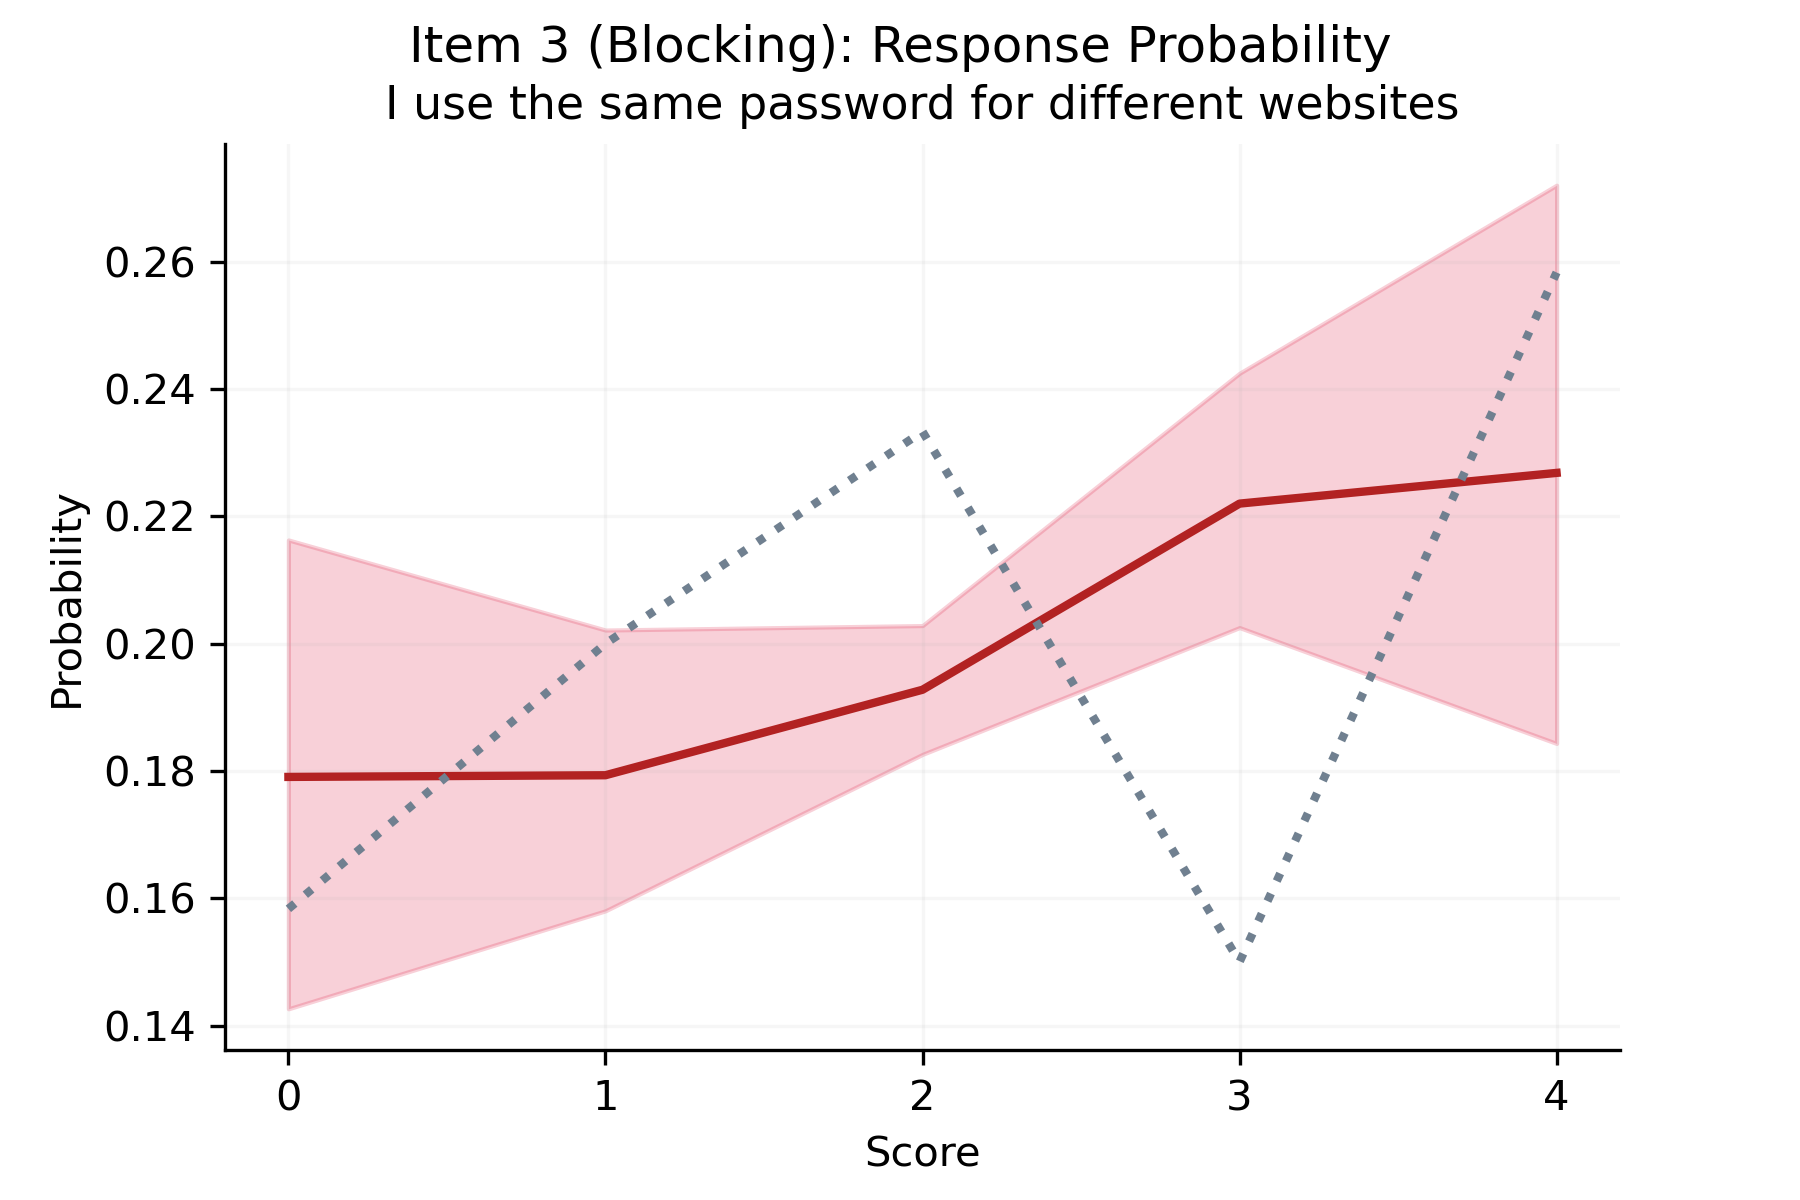 Item 3 (Blocking): Response Probability
I use the same password for different websites
0.26
0.24
0.22
0.20
0.18
0.16
0.14
Probability
0 1 2 3 4
Score